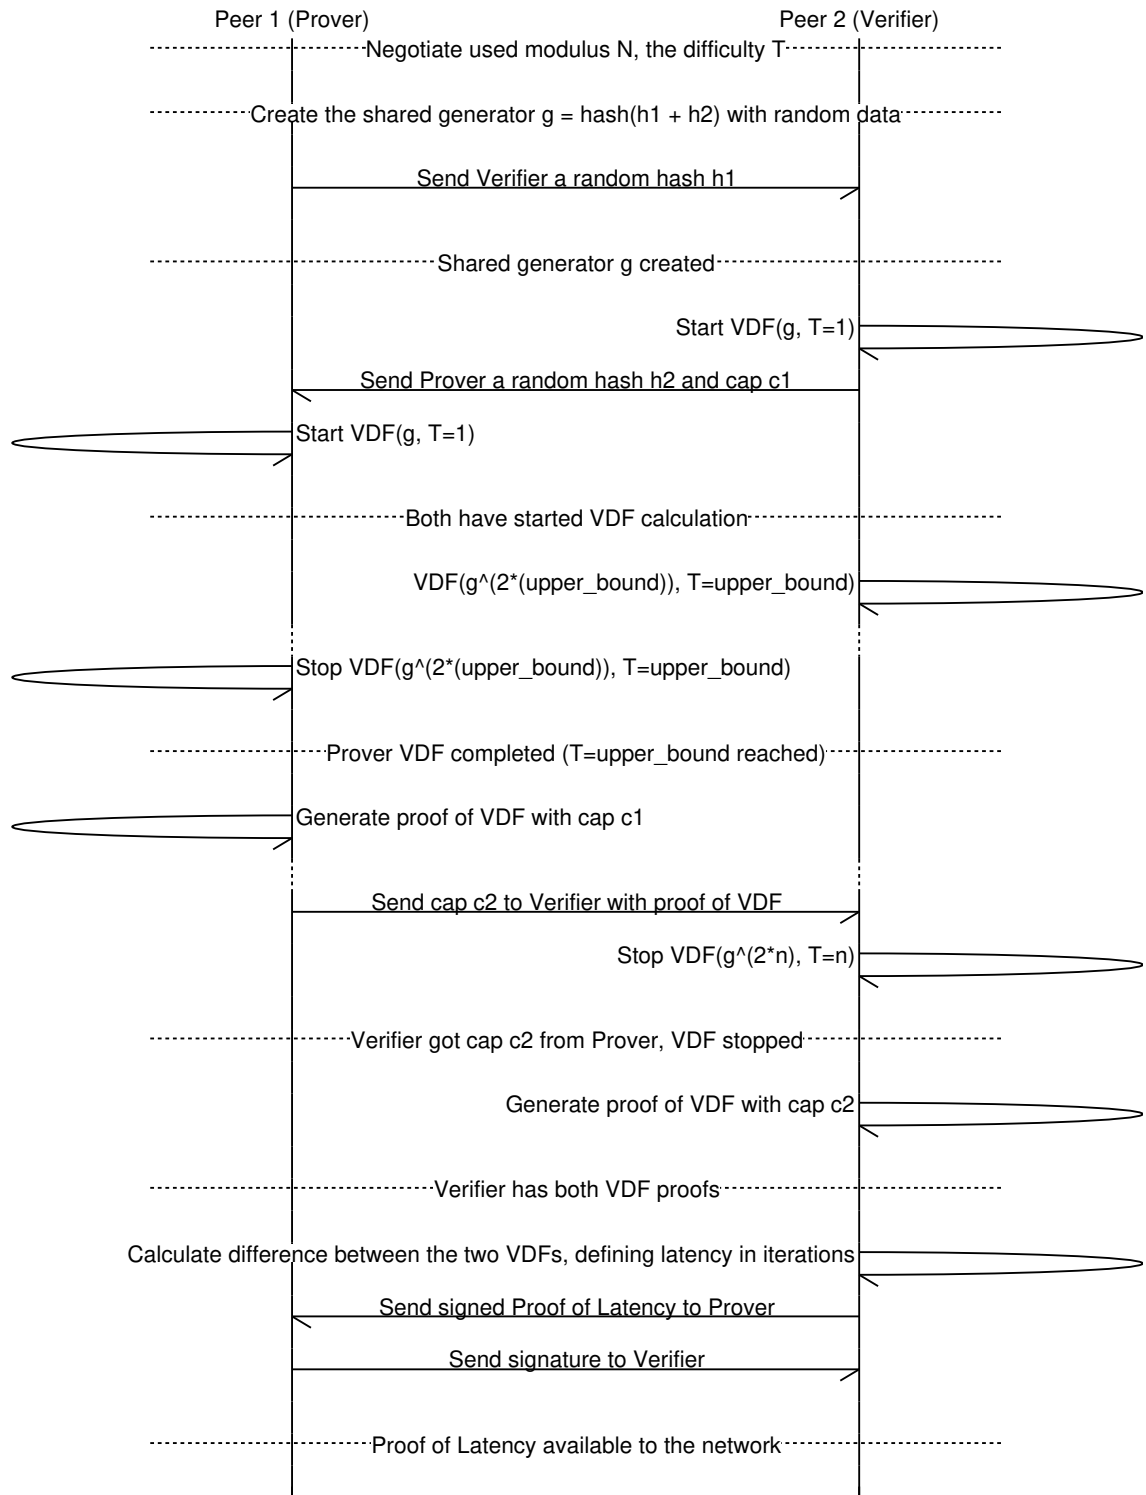 Peer 1 (Prover) Peer 2 (Verifier)
Negotiate used modulus N, the difficulty T
Create the shared generator g = hash(h1 + h2) with random data
Send Verifier a random hash h1
Shared generator g created
Start VDF(g, T=1)
Send Prover a random hash h2 and cap c1
Start VDF(g, T=1)
Both have started VDF calculation
VDF(g^(2*(upper_bound)), T=upper_bound)
Stop VDF(g^(2*(upper_bound)), T=upper_bound)
Prover VDF completed (T=upper_bound reached)
Generate proof of VDF with cap c1
Send cap c2 to Verifier with proof of VDF
Stop VDF(g^(2*n), T=n)
Verifier got cap c2 from Prover, VDF stopped
Generate proof of VDF with cap c2
Verifier has both VDF proofs
Calculate difference between the two VDFs, defining latency in iterations
Send signed Proof of Latency to Prover
Send signature to Verifier
Proof of Latency available to the network